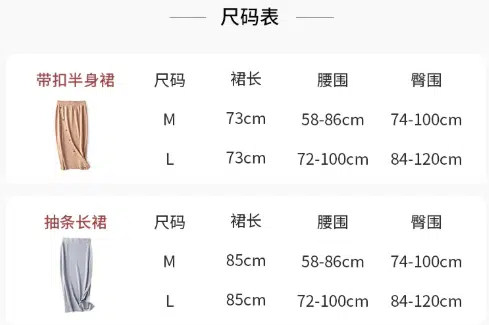 尺码表
带扣半身裙 尺码 裙长 腰围 臀围
M 73cm 58-86cm 74-100cm
L 73cm 72-100cm 84-120cm
抽条长裙 尺码 裙长 腰围 臀围
M 85cm 58-86cm 74-100cm
L 85cm 72-100cm 84-120cm